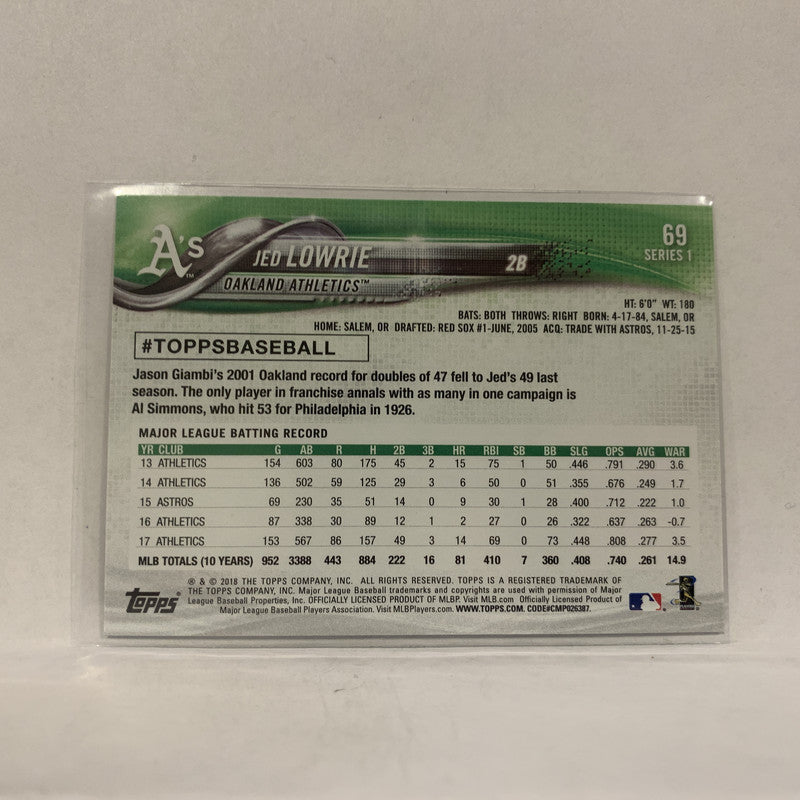 A's™
JED LOWRIE
2B
69
SERIES 1
OAKLAND ATHLETICS™
HT: 6'0" WT: 180
BATS: BOTH THROWS: RIGHT BORN: 4-17-84, SALEM, OR
HOME: SALEM, OR DRAFTED: RED SOX #1-JUNE, 2005 ACQ: TRADE WITH ASTROS, 11-25-15
#TOPPSBASEBALL
Jason Giambi's 2001 Oakland record for doubles of 47 fell to Jed's 49 last
season. The only player in franchise annals with as many in one campaign is
Al Simmons, who hit 53 for Philadelphia in 1926.
MAJOR LEAGUE BATTING RECORD
YR CLUB G AB R H 2B 3B HR RBI SB BB SLG OPS AVG WAR
13 ATHLETICS 154 603 80 175 45 2 15 75 1 50 .446 .791 .290 3.6
14 ATHLETICS 136 502 59 125 29 3 6 50 0 51 .355 .676 .249 1.7
15 ASTROS 69 230 35 51 14 0 9 30 1 28 .400 .712 .222 1.0
16 ATHLETICS 87 338 30 89 12 1 2 27 0 26 .322 .637 .263 -0.7
17 ATHLETICS 153 567 86 157 49 3 14 69 0 73 .448 .808 .277 3.5
MLB TOTALS (10 YEARS) 952 3388 443 884 222 16 81 410 7 360 .408 .740 .261 14.9
® & © 2018 THE TOPPS COMPANY, INC. ALL RIGHTS RESERVED. TOPPS IS A REGISTERED TRADEMARK OF
THE TOPPS COMPANY, INC. Major League Baseball trademarks and copyrights are used with permission of Major
League Baseball Properties, Inc. OFFICIALLY LICENSED PRODUCT OF MLBP. Visit MLB.com Officially Licensed Product of
Major League Baseball Players Association. Visit MLBPlayers.com. WWW.TOPPS.COM. CODE#CMP026387.
Topps®